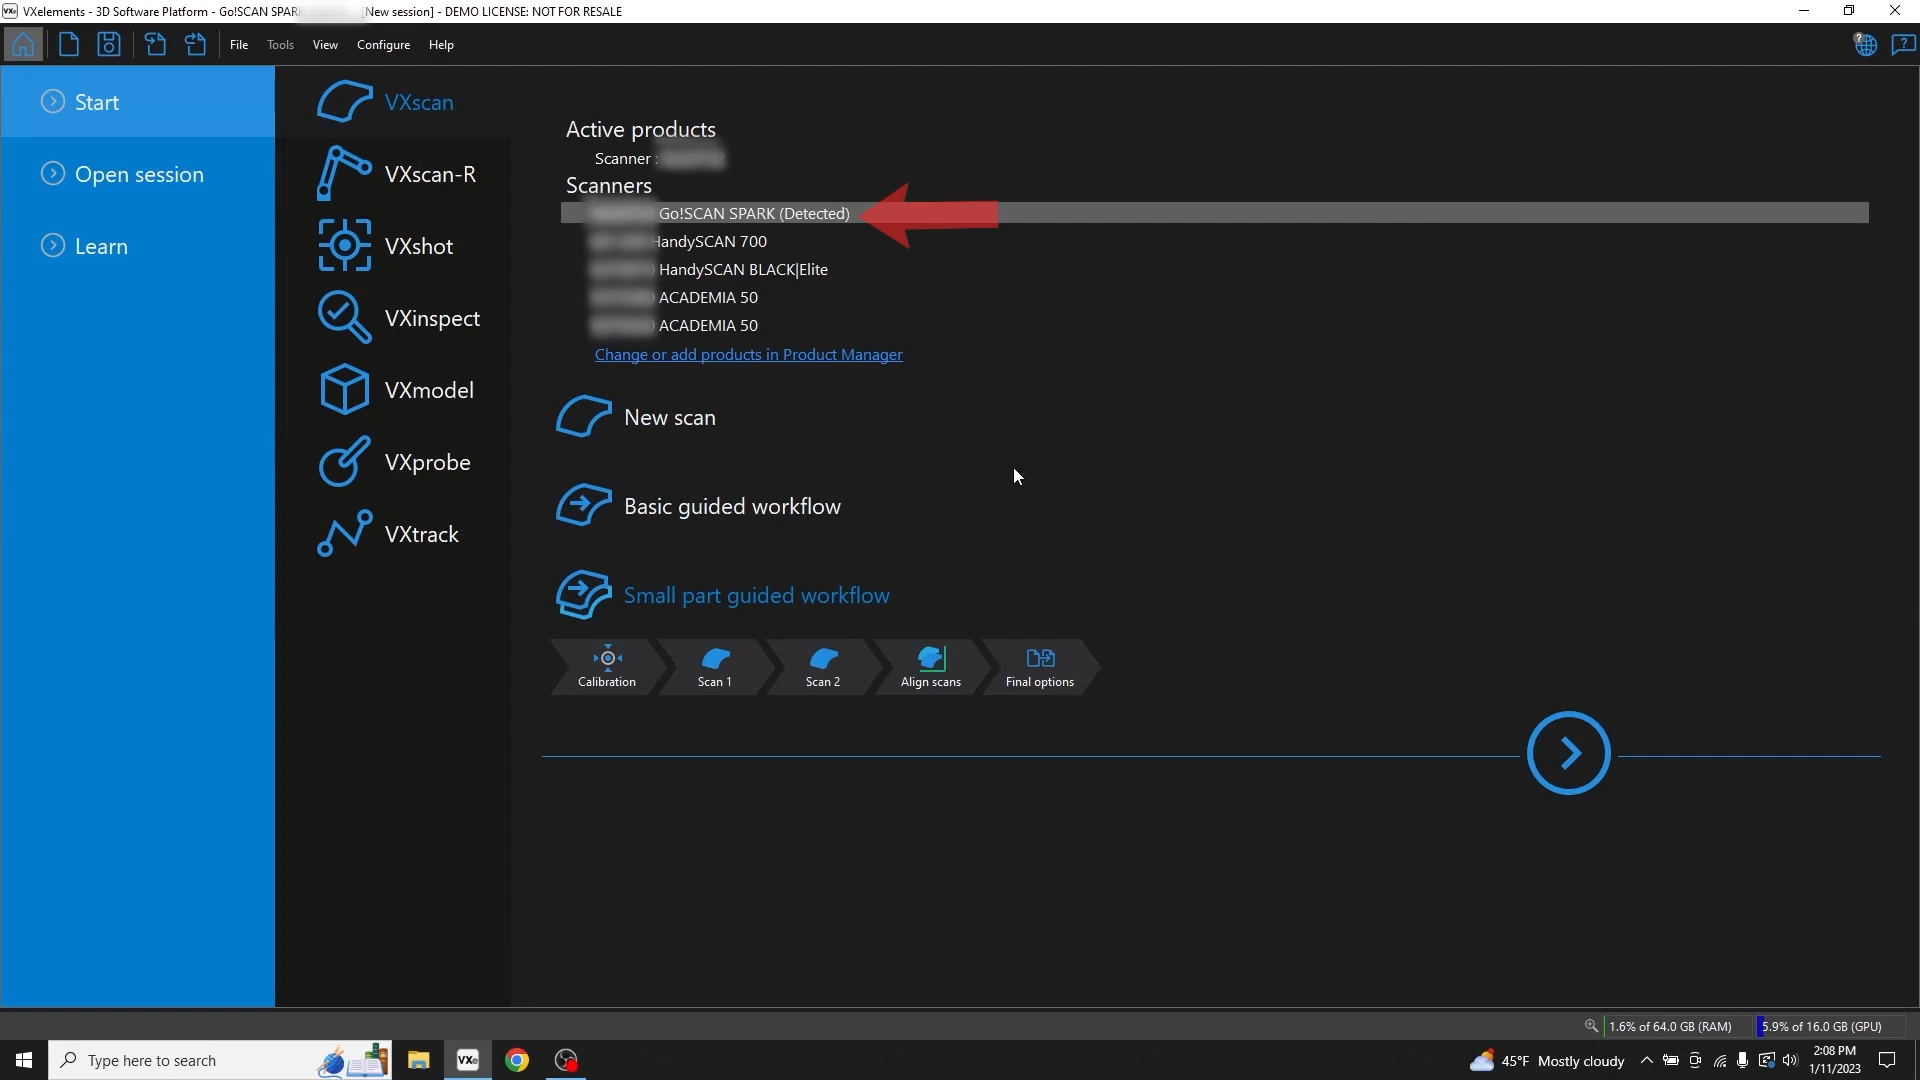 VXelements - 3D Software Platform - Go!SCAN SPARK [New session] - DEMO LICENSE: NOT FOR RESALE
File Tools View Configure Help
Start
Open session
Learn
VXscan
VXscan-R
VXshot
VXinspect
VXmodel
VXprobe
VXtrack
Active products
Scanner :
Scanners
Go!SCAN SPARK (Detected)
HandySCAN 700
HandySCAN BLACK|Elite
ACADEMIA 50
ACADEMIA 50
Change or add products in Product Manager
New scan
Basic guided workflow
Small part guided workflow
Calibration
Scan 1
Scan 2
Align scans
Final options
1.6% of 64.0 GB (RAM)
5.9% of 16.0 GB (GPU)
Type here to search
VXe
45°F Mostly cloudy
2:08 PM
1/11/2023